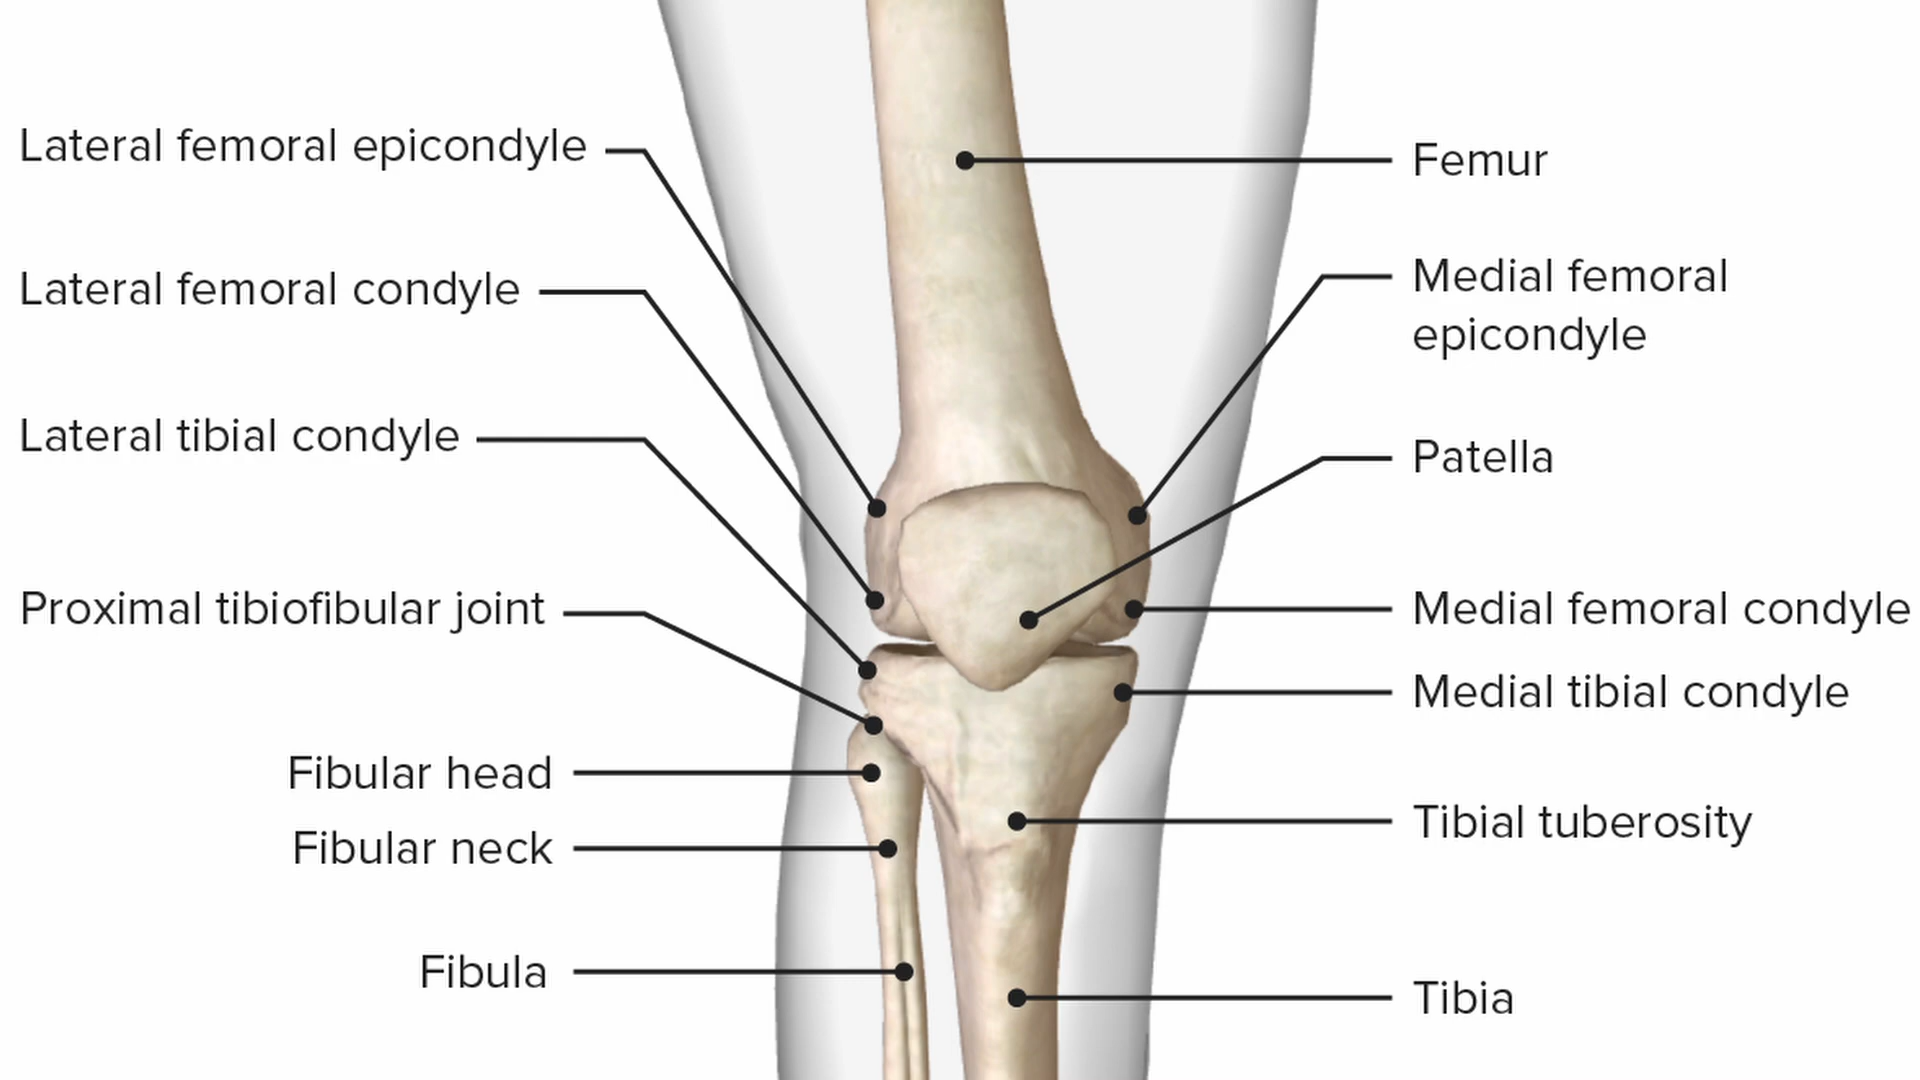 Lateral femoral epicondyle
Lateral femoral condyle
Lateral tibial condyle
Proximal tibiofibular joint
Fibular head
Fibular neck
Fibula
Femur
Medial femoral
epicondyle
Patella
Medial femoral condyle
Medial tibial condyle
Tibial tuberosity
Tibia